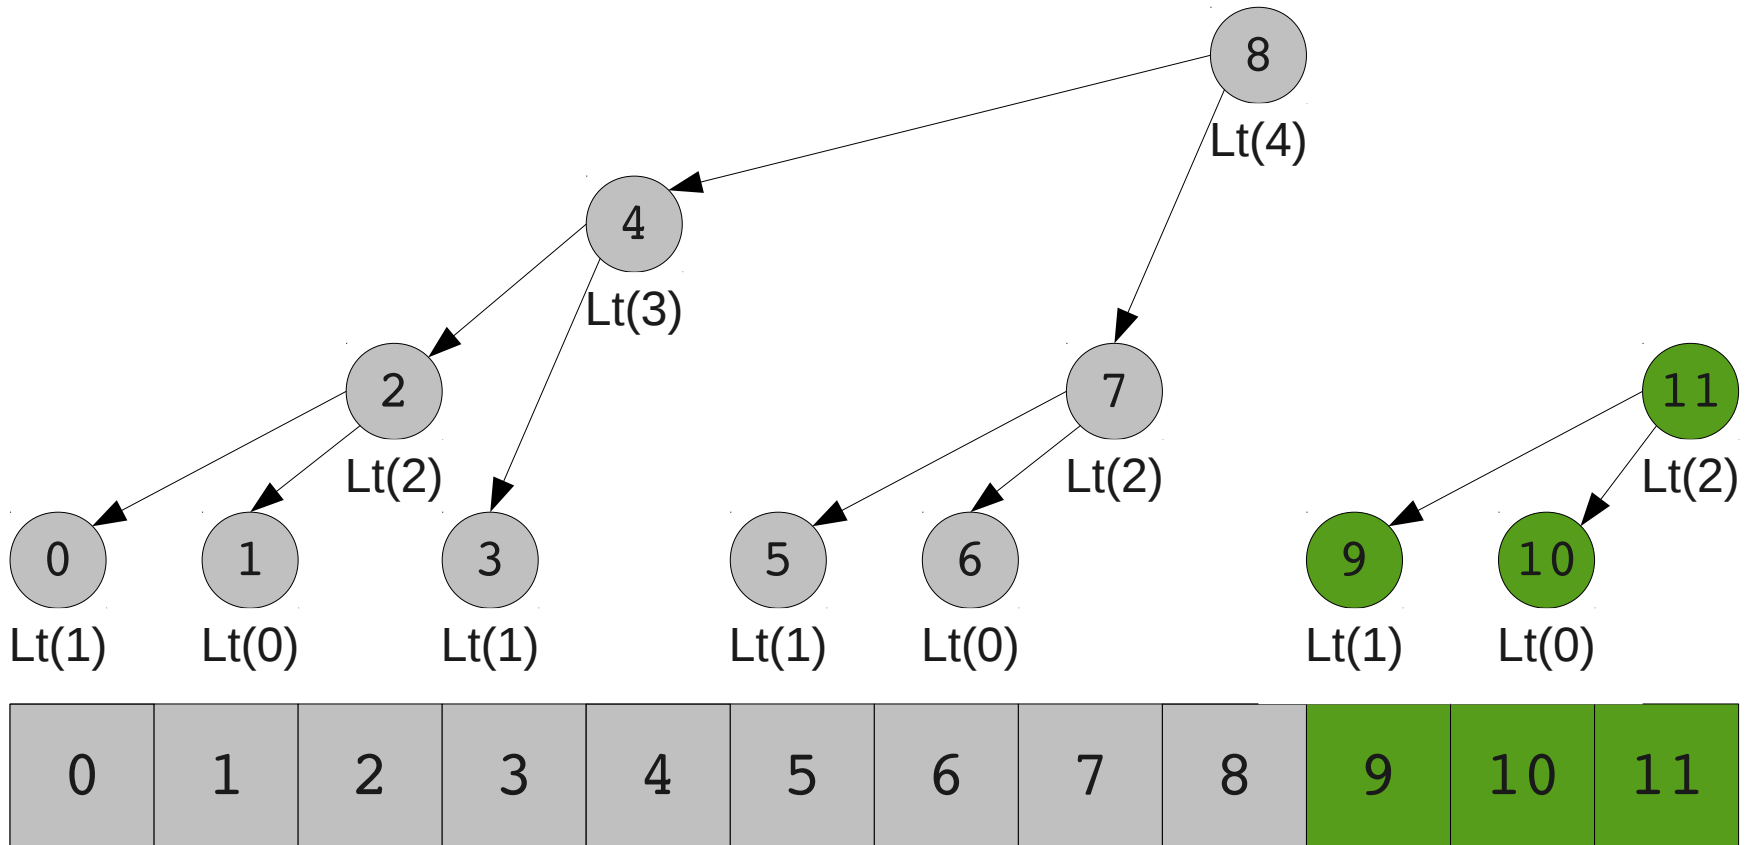 8
Lt(4)
4
Lt(3)
2 7 11
Lt(2) Lt(2) Lt(2)
0 1 3 5 6 9 10
Lt(1) Lt(0) Lt(1) Lt(1) Lt(0) Lt(1) Lt(0)
0 1 2 3 4 5 6 7 8 9 10 11